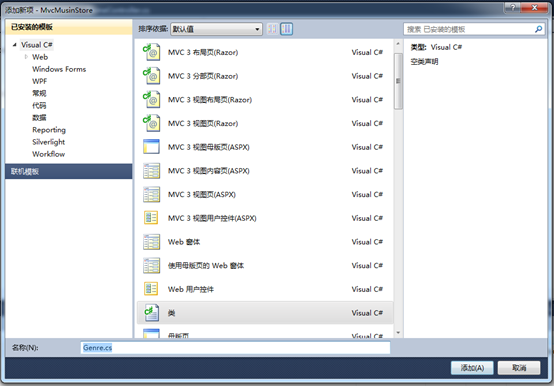 添加新项 - MvcMusinStore
已安装的模板
Visual C#
Web
Windows Forms
WPF
常规
代码
数据
Reporting
Silverlight
Workflow
联机模板
排序依据: 默认值
MVC 3 布局页(Razor) Visual C#
MVC 3 分部页(Razor) Visual C#
MVC 3 视图布局页(Razor) Visual C#
MVC 3 视图页(Razor) Visual C#
MVC 3 视图母版页(ASPX) Visual C#
MVC 3 视图内容页(ASPX) Visual C#
MVC 3 视图页(ASPX) Visual C#
MVC 3 视图用户控件(ASPX) Visual C#
Web 窗体 Visual C#
使用母版页的 Web 窗体 Visual C#
Web 用户控件 Visual C#
类 Visual C#
母版页 Visual C#
搜索 已安装的模板
类型: Visual C#
空类声明
名称(N): Genre.cs
添加(A) 取消